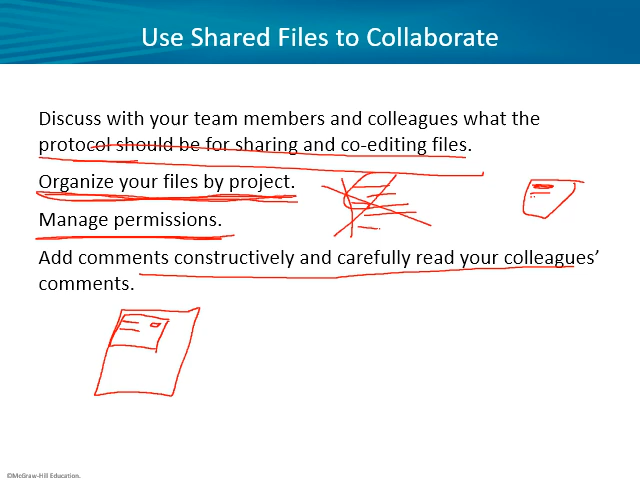 Use Shared Files to Collaborate
Discuss with your team members and colleagues what the
protocol should be for sharing and co-editing files.
Organize your files by project.
Manage permissions.
Add comments constructively and carefully read your colleagues’
comments.
©McGraw-Hill Education.